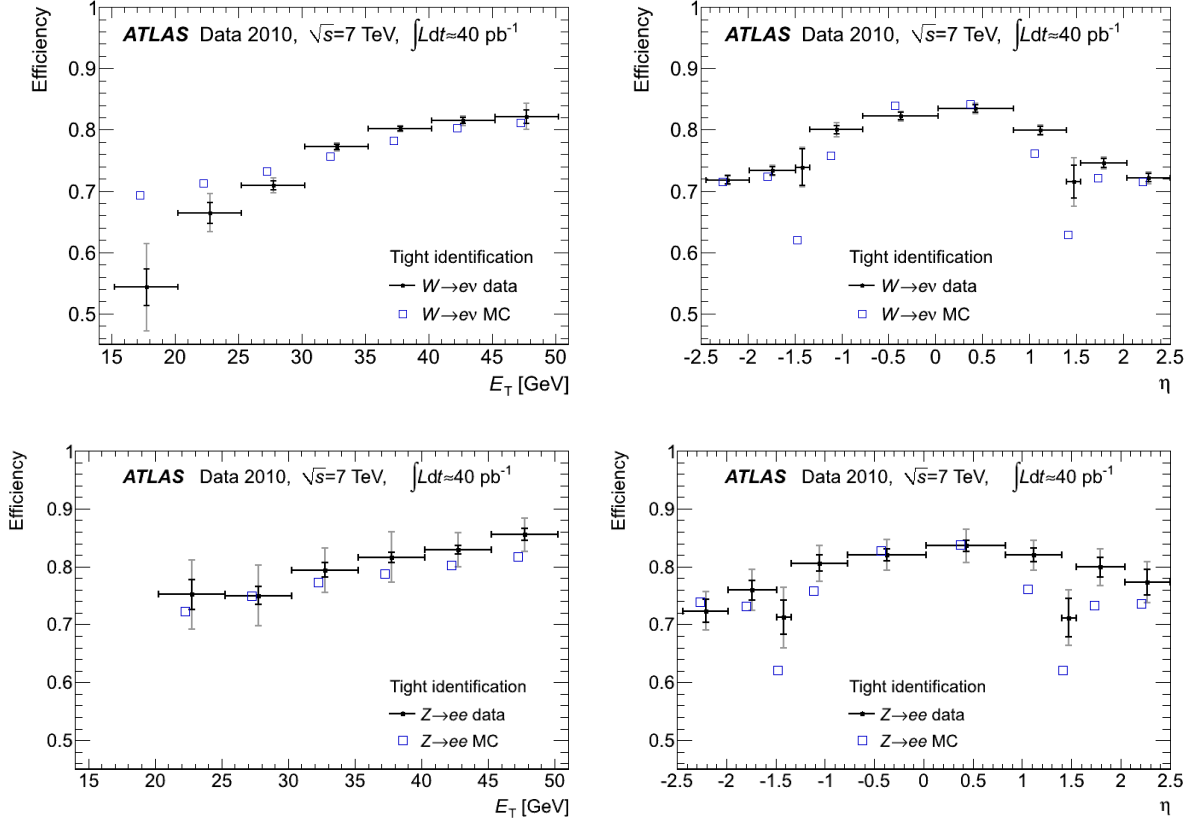 ATLAS Data 2010, √s=7 TeV, ∫Ldt≈40 pb-1
Efficiency
1
0.9
0.8
0.7
0.6
0.5
Tight identification
W→eν data
W→eν MC
15 20 25 30 35 40 45 50
ET [GeV]
ATLAS Data 2010, √s=7 TeV, ∫Ldt≈40 pb-1
Efficiency
1
0.9
0.8
0.7
0.6
0.5
Tight identification
W→eν data
W→eν MC
-2.5 -2 -1.5 -1 -0.5 0 0.5 1 1.5 2 2.5
η
ATLAS Data 2010, √s=7 TeV, ∫Ldt≈40 pb-1
Efficiency
1
0.9
0.8
0.7
0.6
0.5
Tight identification
Z→ee data
Z→ee MC
15 20 25 30 35 40 45 50
ET [GeV]
ATLAS Data 2010, √s=7 TeV, ∫Ldt≈40 pb-1
Efficiency
1
0.9
0.8
0.7
0.6
0.5
Tight identification
Z→ee data
Z→ee MC
-2.5 -2 -1.5 -1 -0.5 0 0.5 1 1.5 2 2.5
η